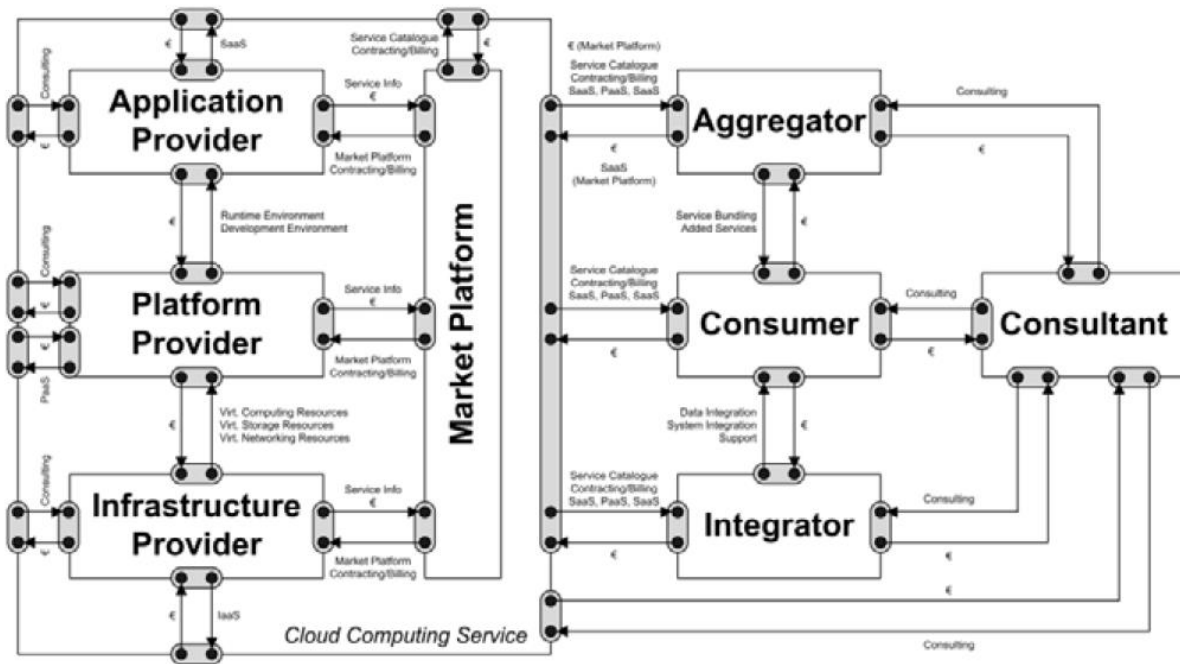 €
SaaS
Service Catalogue
Contracting/Billing
€
Consulting
€
Application
Provider
Service Info
€
Market Platform
Contracting/Billing
€
Runtime Environment
Development Environment
Consulting
€
€
PaaS
Platform
Provider
Service Info
€
Market Platform
Contracting/Billing
€
Virt. Computing Resources
Virt. Storage Resources
Virt. Networking Resources
Consulting
€
Infrastructure
Provider
Service Info
€
Market Platform
Contracting/Billing
€
IaaS
Market Platform
Cloud Computing Service
€ (Market Platform)
Service Catalogue
Contracting/Billing
SaaS, PaaS, SaaS
€
SaaS
(Market Platform)
Aggregator
Consulting
€
Service Bundling
Added Services
€
Service Catalogue
Contracting/Billing
SaaS, PaaS, SaaS
€
Consumer
Consulting
€
Consultant
Data Integration
System Integration
Support
€
Service Catalogue
Contracting/Billing
SaaS, PaaS, SaaS
€
Integrator
Consulting
€
€
Consulting